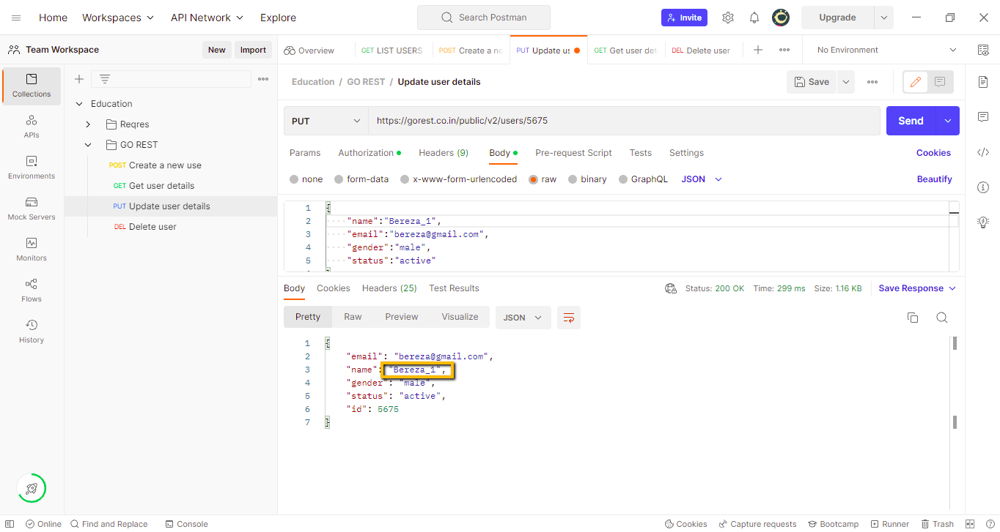 Home Workspaces API Network Explore Search Postman Invite Upgrade
Team Workspace New Import Overview GET LIST USERS POST Create a ne PUT Update us GET Get user det DEL Delete user No Environment
Collections
APIs
Environments
Mock Servers
Monitors
Flows
History
Education
Reqres
GO REST
POST Create a new use
GET Get user details
PUT Update user details
DEL Delete user
Education / GO REST / Update user details Save
PUT https://gorest.co.in/public/v2/users/5675 Send
Params Authorization Headers (9) Body Pre-request Script Tests Settings Cookies
none form-data x-www-form-urlencoded raw binary GraphQL JSON Beautify
1 {
2 "name":"Bereza_1",
3 "email":"bereza@gmail.com",
4 "gender":"male",
5 "status":"active"
Body Cookies Headers (25) Test Results Status: 200 OK Time: 299 ms Size: 1.16 KB Save Response
Pretty Raw Preview Visualize JSON
1 {
2 "email": "bereza@gmail.com",
3 "name": "Bereza_1",
4 "gender": "male",
5 "status": "active",
6 "id": 5675
7 }
Online Find and Replace Console Cookies Capture requests Bootcamp Runner Trash